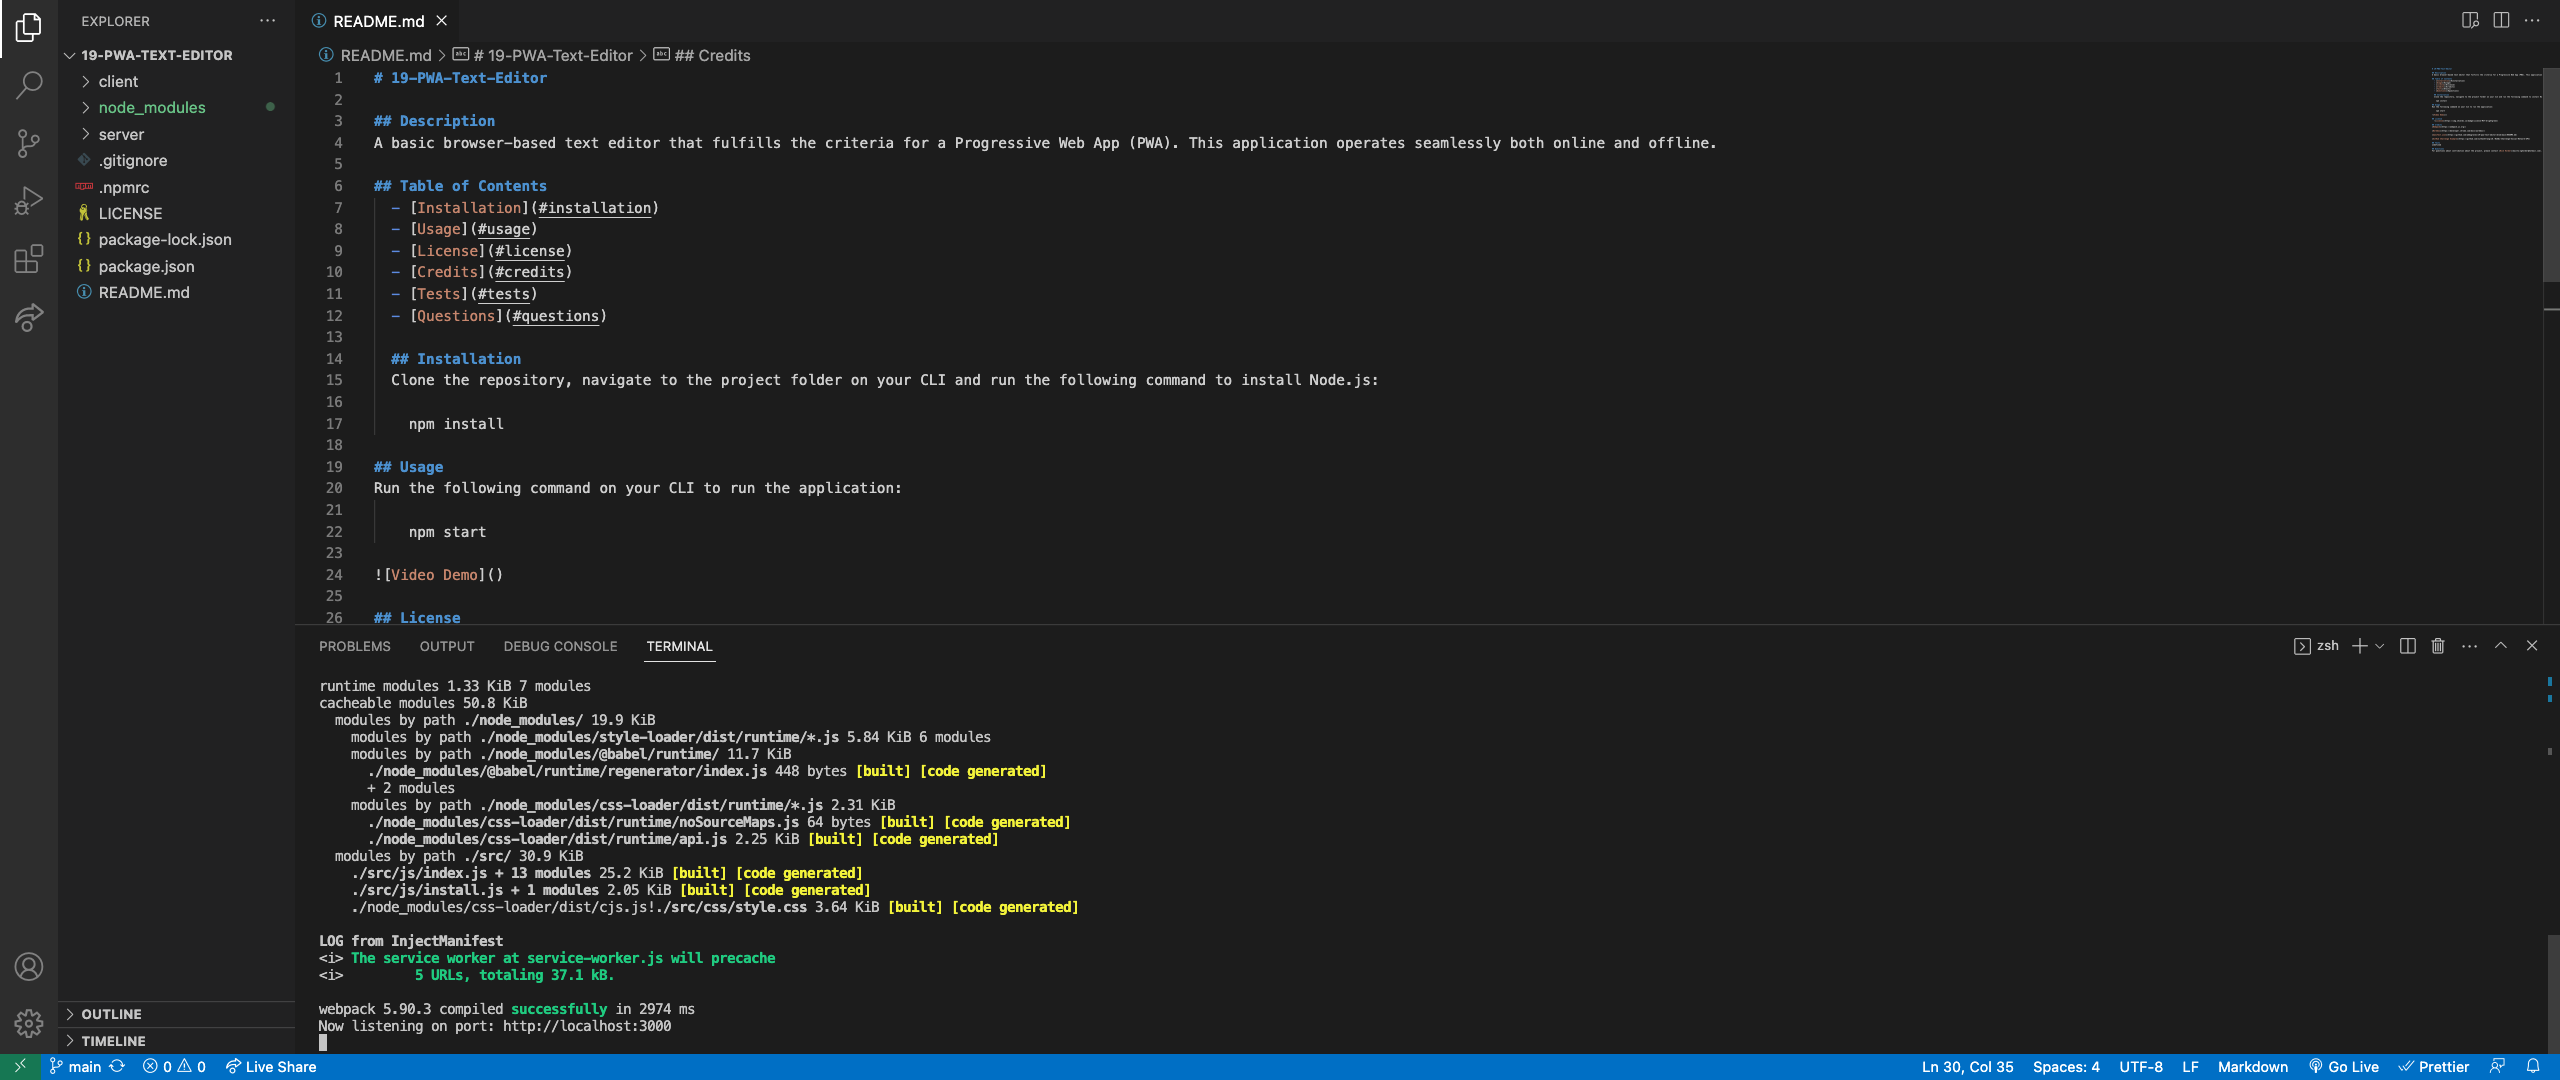 EXPLORER
19-PWA-TEXT-EDITOR
client
node_modules
server
.gitignore
.npmrc
LICENSE
package-lock.json
package.json
README.md
OUTLINE
TIMELINE
README.md
README.md > # 19-PWA-Text-Editor > ## Credits
1 # 19-PWA-Text-Editor
2
3 ## Description
4 A basic browser-based text editor that fulfills the criteria for a Progressive Web App (PWA). This application operates seamlessly both online and offline.
5
6 ## Table of Contents
7 - [Installation](#installation)
8 - [Usage](#usage)
9 - [License](#license)
10 - [Credits](#credits)
11 - [Tests](#tests)
12 - [Questions](#questions)
13
14 ## Installation
15 Clone the repository, navigate to the project folder on your CLI and run the following command to install Node.js:
16
17 npm install
18
19 ## Usage
20 Run the following command on your CLI to run the application:
21
22 npm start
23
24 ![Video Demo]()
25
26 ## License
PROBLEMS OUTPUT DEBUG CONSOLE TERMINAL
zsh
runtime modules 1.33 KiB 7 modules
cacheable modules 50.8 KiB
modules by path ./node_modules/ 19.9 KiB
modules by path ./node_modules/style-loader/dist/runtime/*.js 5.84 KiB 6 modules
modules by path ./node_modules/@babel/runtime/ 11.7 KiB
./node_modules/@babel/runtime/regenerator/index.js 448 bytes [built] [code generated]
+ 2 modules
modules by path ./node_modules/css-loader/dist/runtime/*.js 2.31 KiB
./node_modules/css-loader/dist/runtime/noSourceMaps.js 64 bytes [built] [code generated]
./node_modules/css-loader/dist/runtime/api.js 2.25 KiB [built] [code generated]
modules by path ./src/ 30.9 KiB
./src/js/index.js + 13 modules 25.2 KiB [built] [code generated]
./src/js/install.js + 1 modules 2.05 KiB [built] [code generated]
./node_modules/css-loader/dist/cjs.js!./src/css/style.css 3.64 KiB [built] [code generated]
LOG from InjectManifest
<i> The service worker at service-worker.js will precache
<i> 5 URLs, totaling 37.1 kB.
webpack 5.90.3 compiled successfully in 2974 ms
Now listening on port: http://localhost:3000
main 0 0 Live Share Ln 30, Col 35 Spaces: 4 UTF-8 LF Markdown Go Live Prettier